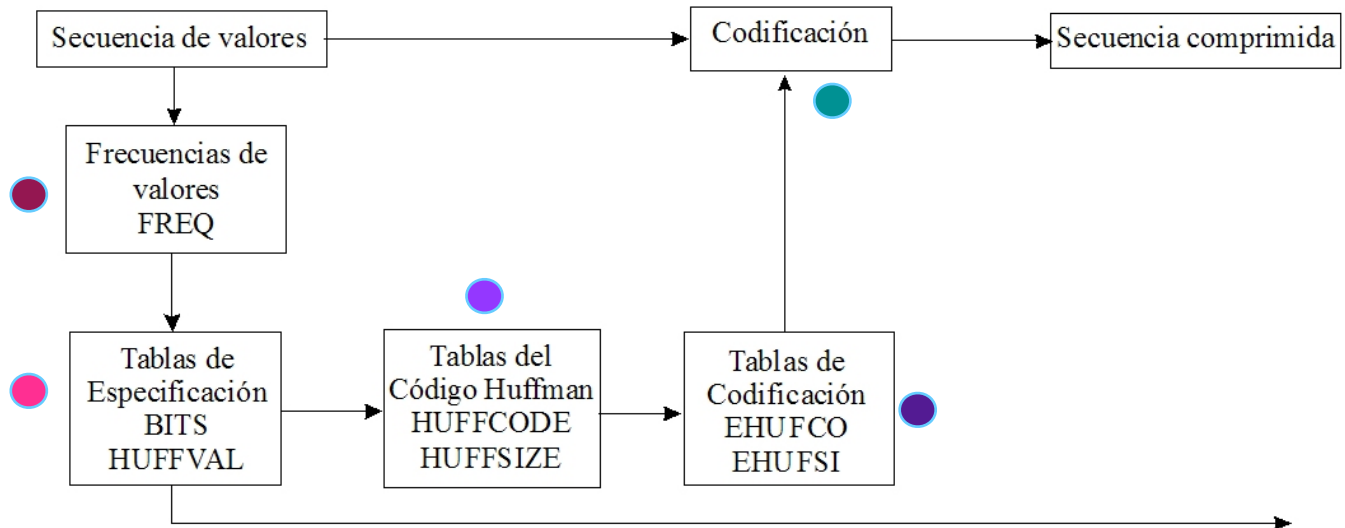 Secuencia de valores
Codificación
Secuencia comprimida
Frecuencias de
valores
FREQ
Tablas de
Especificación
BITS
HUFFVAL
Tablas del
Código Huffman
HUFFCODE
HUFFSIZE
Tablas de
Codificación
EHUFCO
EHUFSI